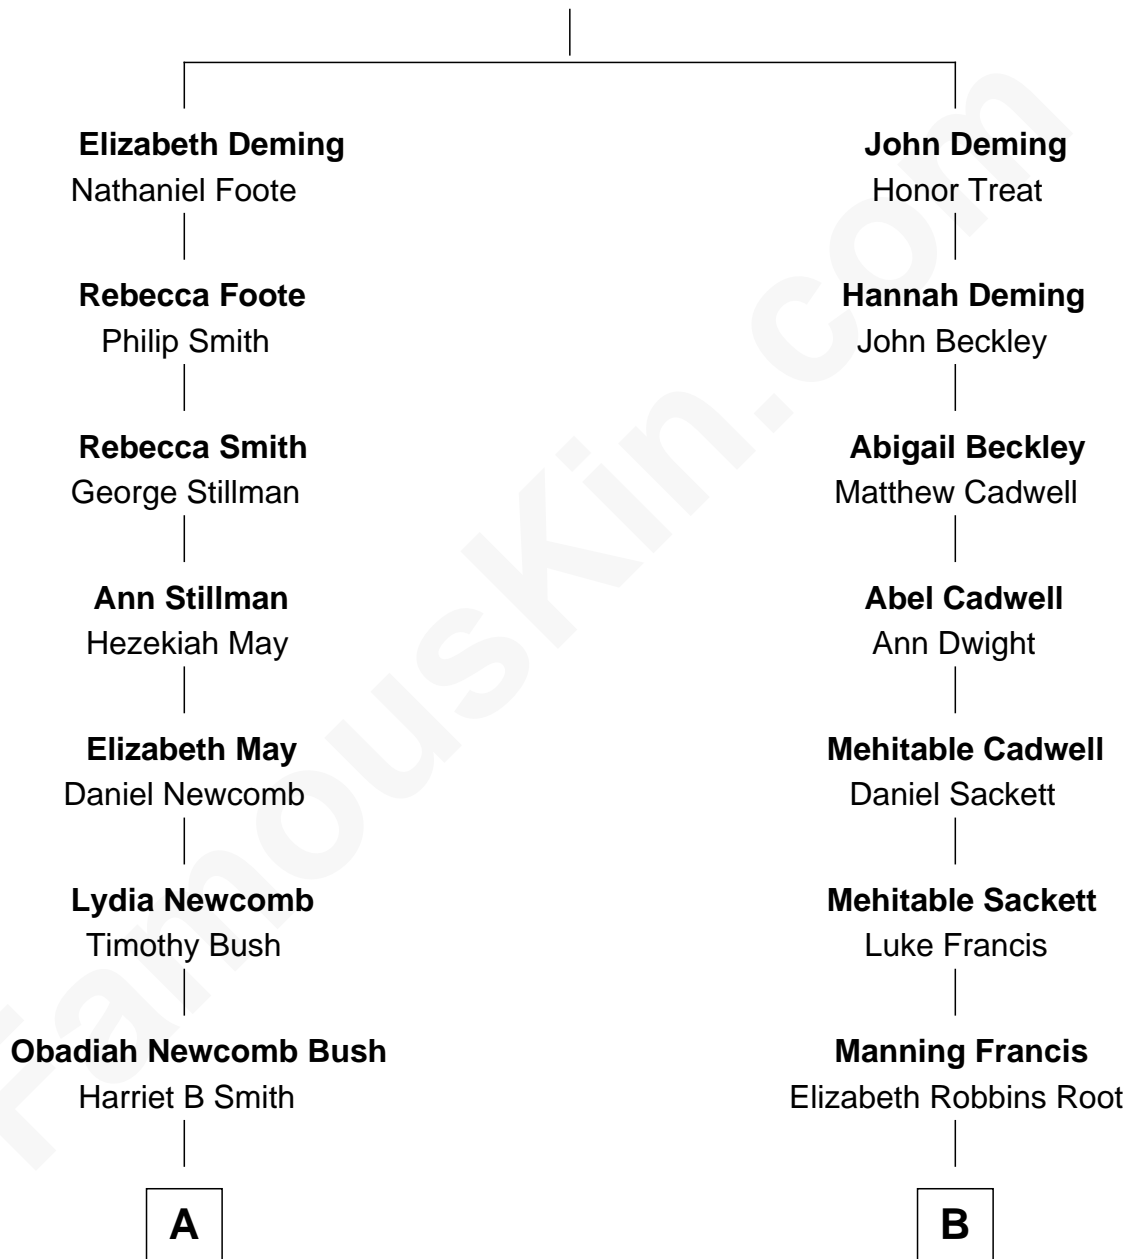 Elizabeth Deming
Nathaniel Foote
John Deming
Honor Treat
Rebecca Foote
Philip Smith
Hannah Deming
John Beckley
Rebecca Smith
George Stillman
Abigail Beckley
Matthew Cadwell
Ann Stillman
Hezekiah May
Abel Cadwell
Ann Dwight
Elizabeth May
Daniel Newcomb
Mehitable Cadwell
Daniel Sackett
Lydia Newcomb
Timothy Bush
Mehitable Sackett
Luke Francis
Obadiah Newcomb Bush
Harriet B Smith
Manning Francis
Elizabeth Robbins Root
A
B
FamousKin.com